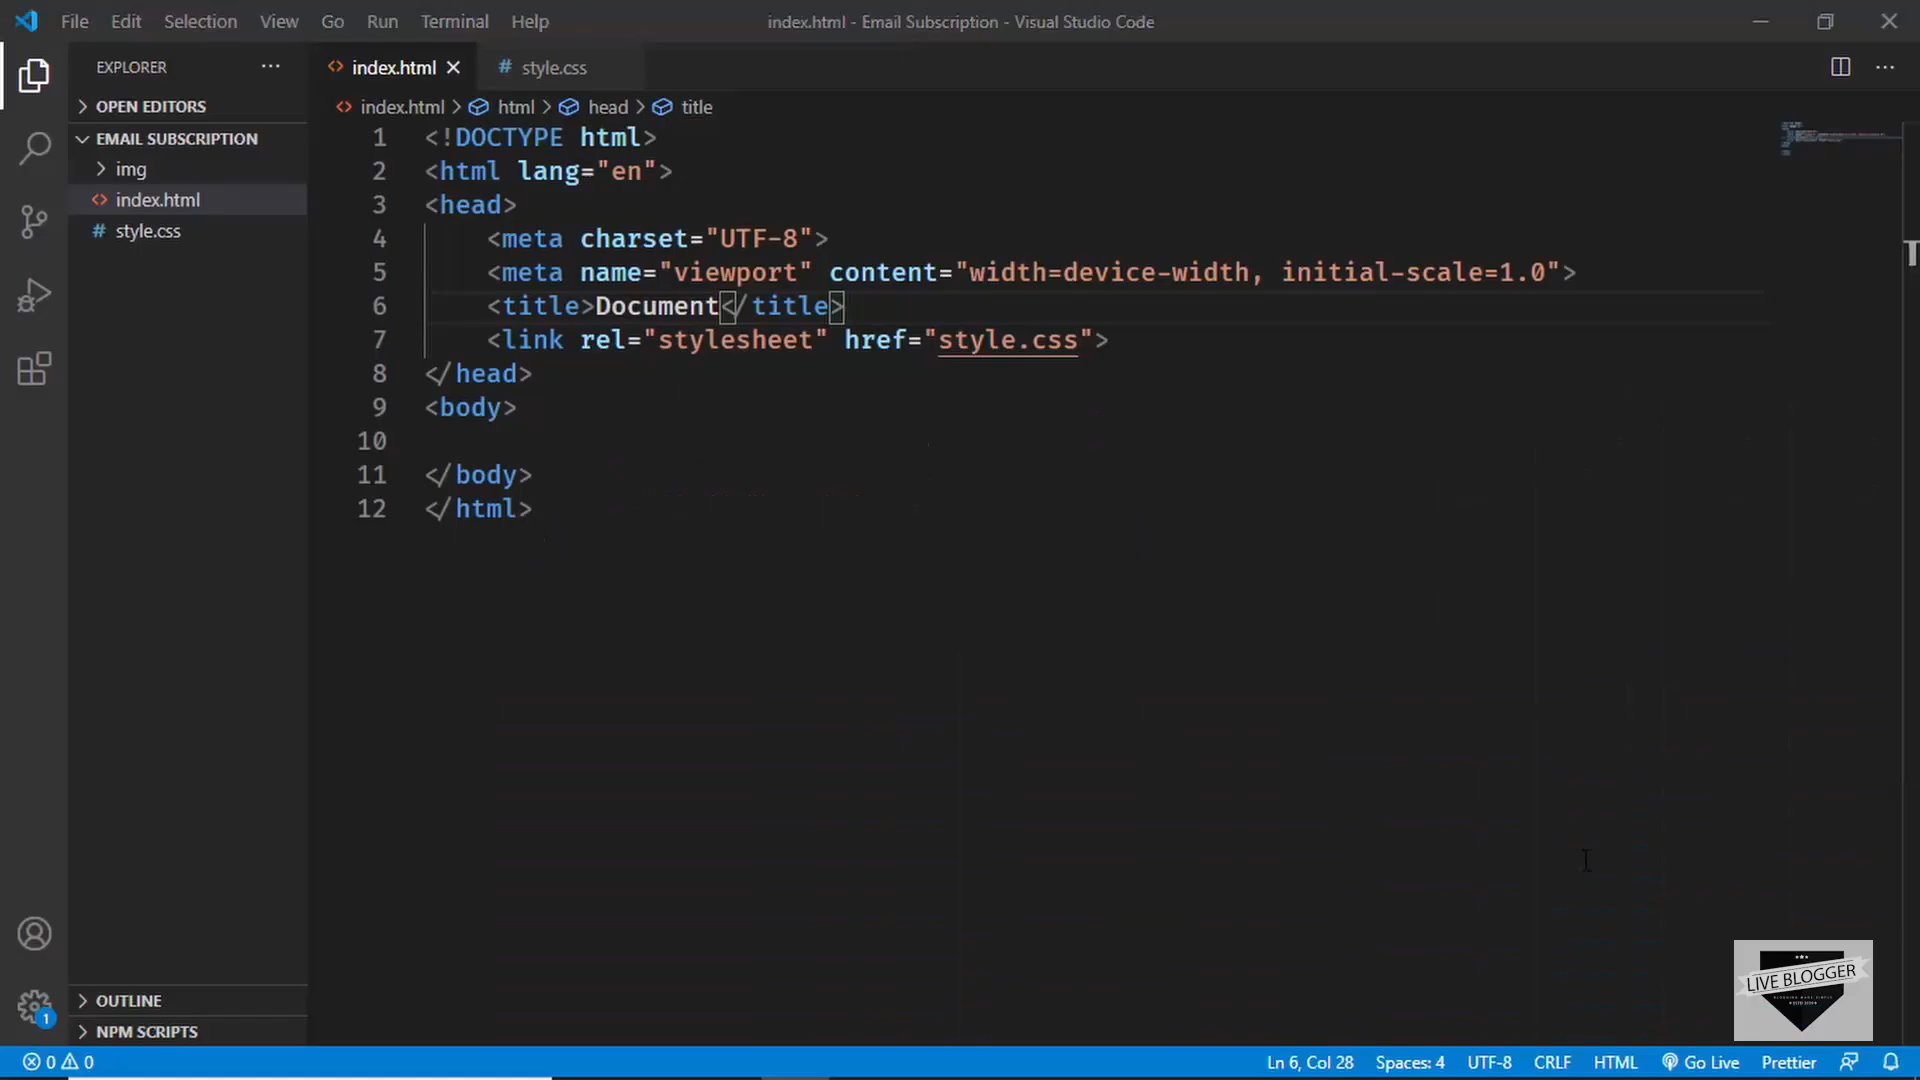 File Edit Selection View Go Run Terminal Help index.html - Email Subscription - Visual Studio Code
EXPLORER
index.html
# style.css
OPEN EDITORS
index.html > html > head > title
EMAIL SUBSCRIPTION
img
index.html
# style.css
1 <!DOCTYPE html>
2 <html lang="en">
3 <head>
4 <meta charset="UTF-8">
5 <meta name="viewport" content="width=device-width, initial-scale=1.0">
6 <title>Document</title>
7 <link rel="stylesheet" href="style.css">
8 </head>
9 <body>
10
11 </body>
12 </html>
LIVE BLOGGER
OUTLINE
1
NPM SCRIPTS
0 0 Ln 6, Col 28 Spaces: 4 UTF-8 CRLF HTML Go Live Prettier